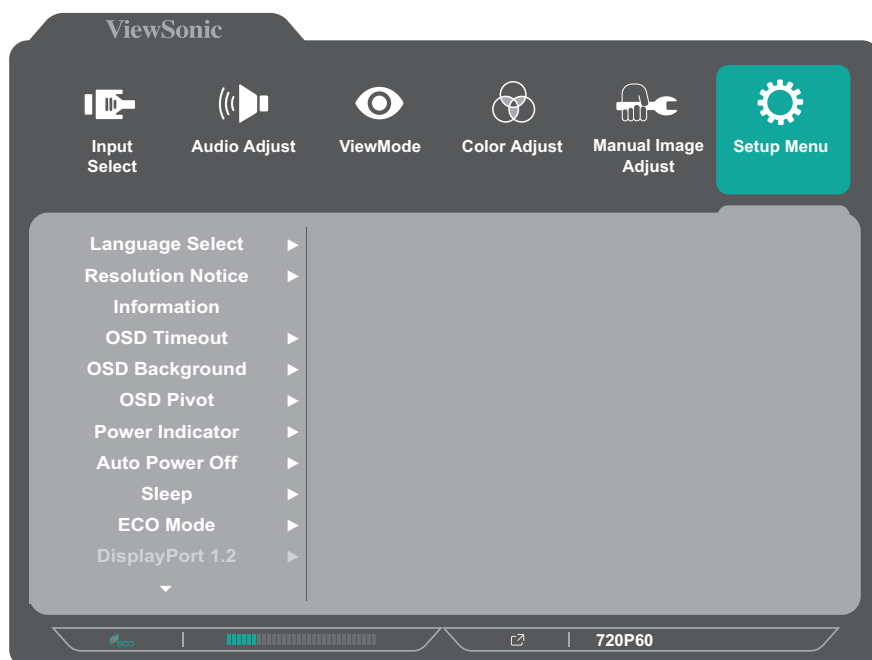 ViewSonic
Input
Select
Audio Adjust
ViewMode
Color Adjust
Manual Image
Adjust
Setup Menu
Language Select
Resolution Notice
Information
OSD Timeout
OSD Background
OSD Pivot
Power Indicator
Auto Power Off
Sleep
ECO Mode
DisplayPort 1.2
eco
720P60